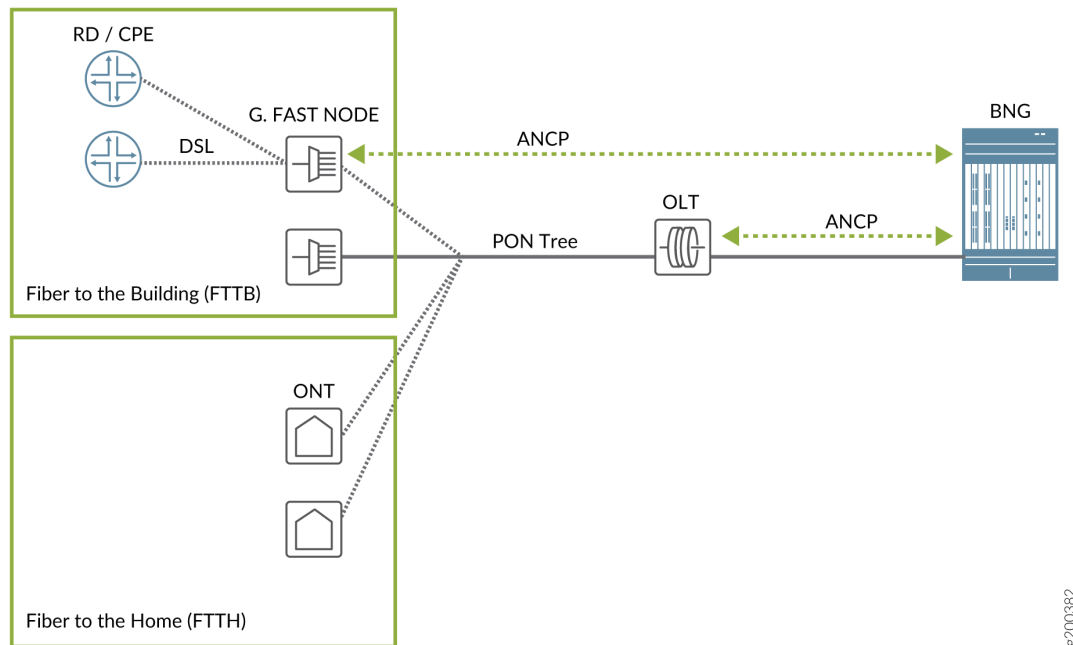 RD / CPE
G. FAST NODE
DSL
ANCP
BNG
OLT
ANCP
PON Tree
Fiber to the Building (FTTB)
ONT
Fiber to the Home (FTTH)
g200382